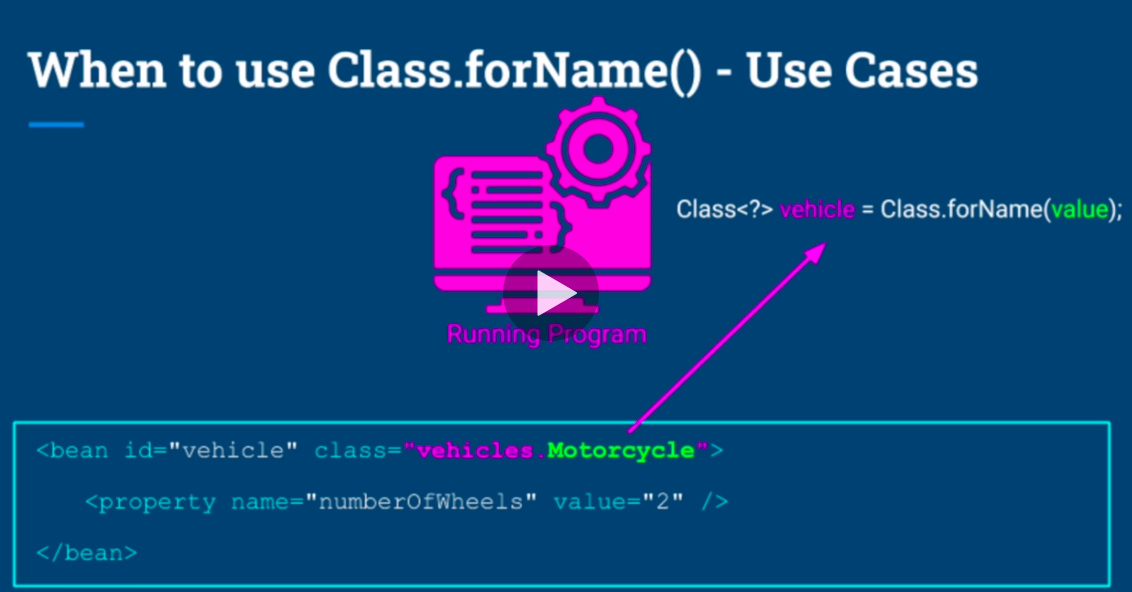 When to use Class.forName() - Use Cases
Class<?> vehicle = Class.forName(value);
Running Program
<bean id="vehicle" class="vehicles.Motorcycle">
<property name="numberOfWheels" value="2" />
</bean>